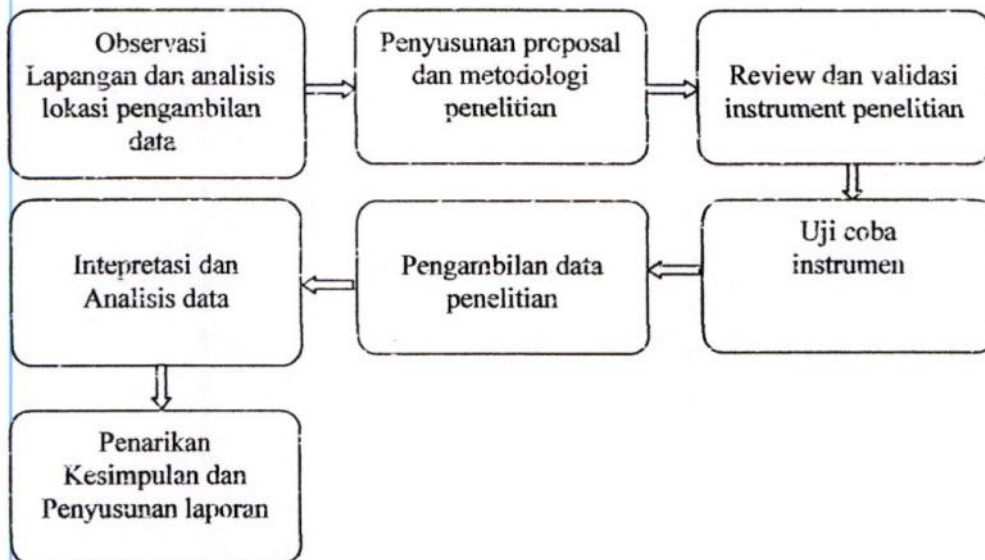 Observasi
Lapangan dan analisis
lokasi pengambilan
data
Penyusunan proposal
dan metodologi
penelitian
Review dan validasi
instrument penelitian
Uji coba
instrumen
Pengambilan data
penelitian
Intepretasi dan
Analisis data
Penarikan
Kesimpulan dan
Penyusunan laporan